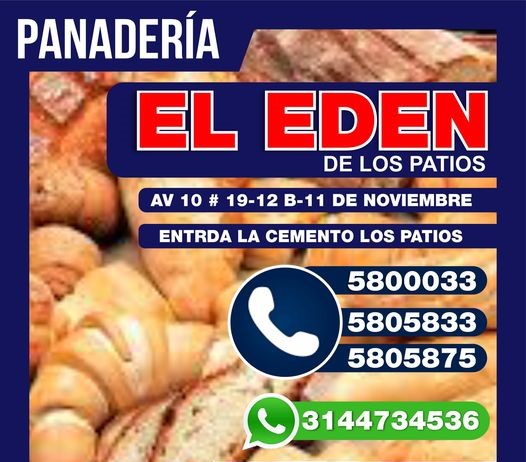 PANADERÍA
EL EDEN
DE LOS PATIOS
AV 10 # 19-12 B-11 DE NOVIEMBRE
ENTRDA LA CEMENTO LOS PATIOS
5800033
5805833
5805875
3144734536